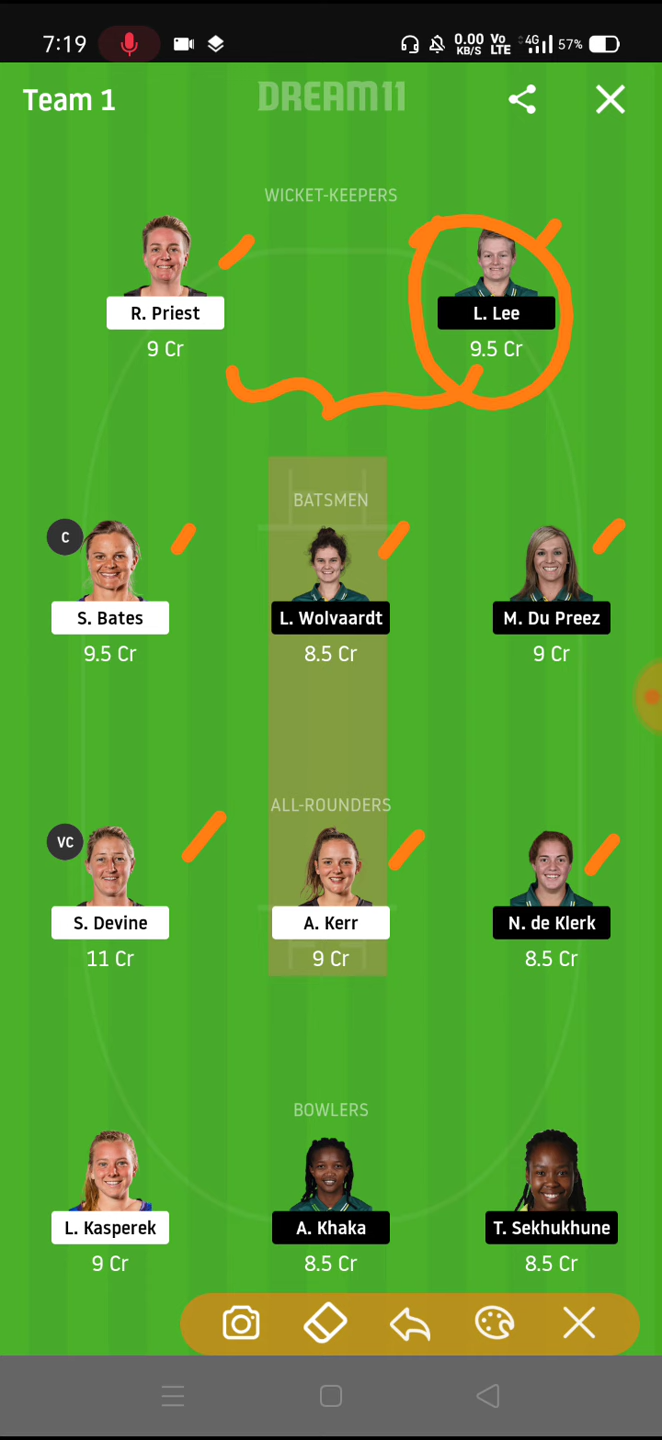 7:19 0.00 KB/S Vo LTE 4G 57%
Team 1 DREAM11
WICKET-KEEPERS
R. Priest L. Lee
9 Cr 9.5 Cr
BATSMEN
C
S. Bates L. Wolvaardt M. Du Preez
9.5 Cr 8.5 Cr 9 Cr
ALL-ROUNDERS
VC
S. Devine A. Kerr N. de Klerk
11 Cr 9 Cr 8.5 Cr
BOWLERS
L. Kasperek A. Khaka T. Sekhukhune
9 Cr 8.5 Cr 8.5 Cr